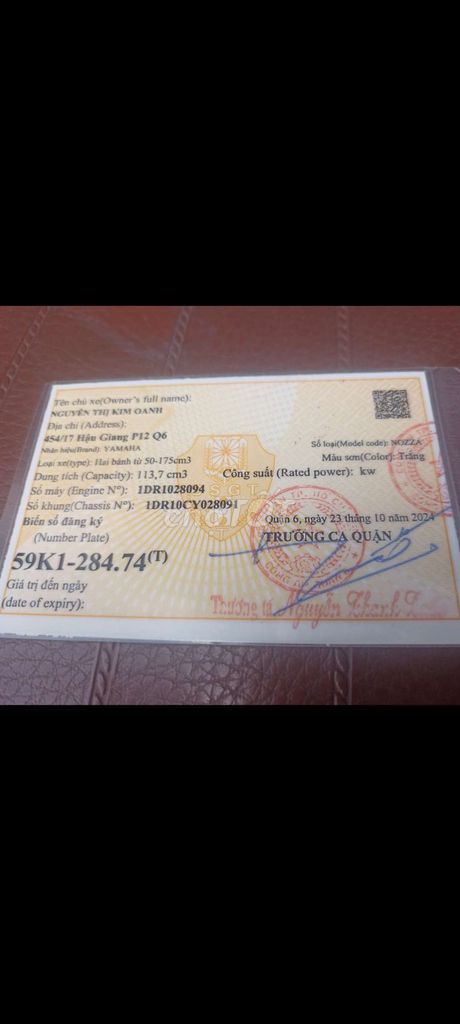 Tên chủ xe(Owner's full name):
NGUYỄN THỊ KIM OANH
Địa chỉ (Address):
454/17 Hậu Giang P12 Q6
Nhãn hiệu(Brand): YAMAHA
Số loại(Model code): NOZZA
Loại xe(type): Hai bánh từ 50-175cm3
Màu sơn(Color): Trắng
Dung tích (Capacity): 113,7 cm3
Công suất (Rated power): kw
Số máy (Engine N°): 1DR1028094
Số khung(Chassis N°): 1DR10CY028091
Biển số đăng ký
(Number Plate)
Quận 6, ngày 23 tháng 10 năm 2024
TRƯỞNG CA QUẬN
59K1-284.74(T)
Giá trị đến ngày
(date of expiry):
Thượng tá Nguyễn Thanh